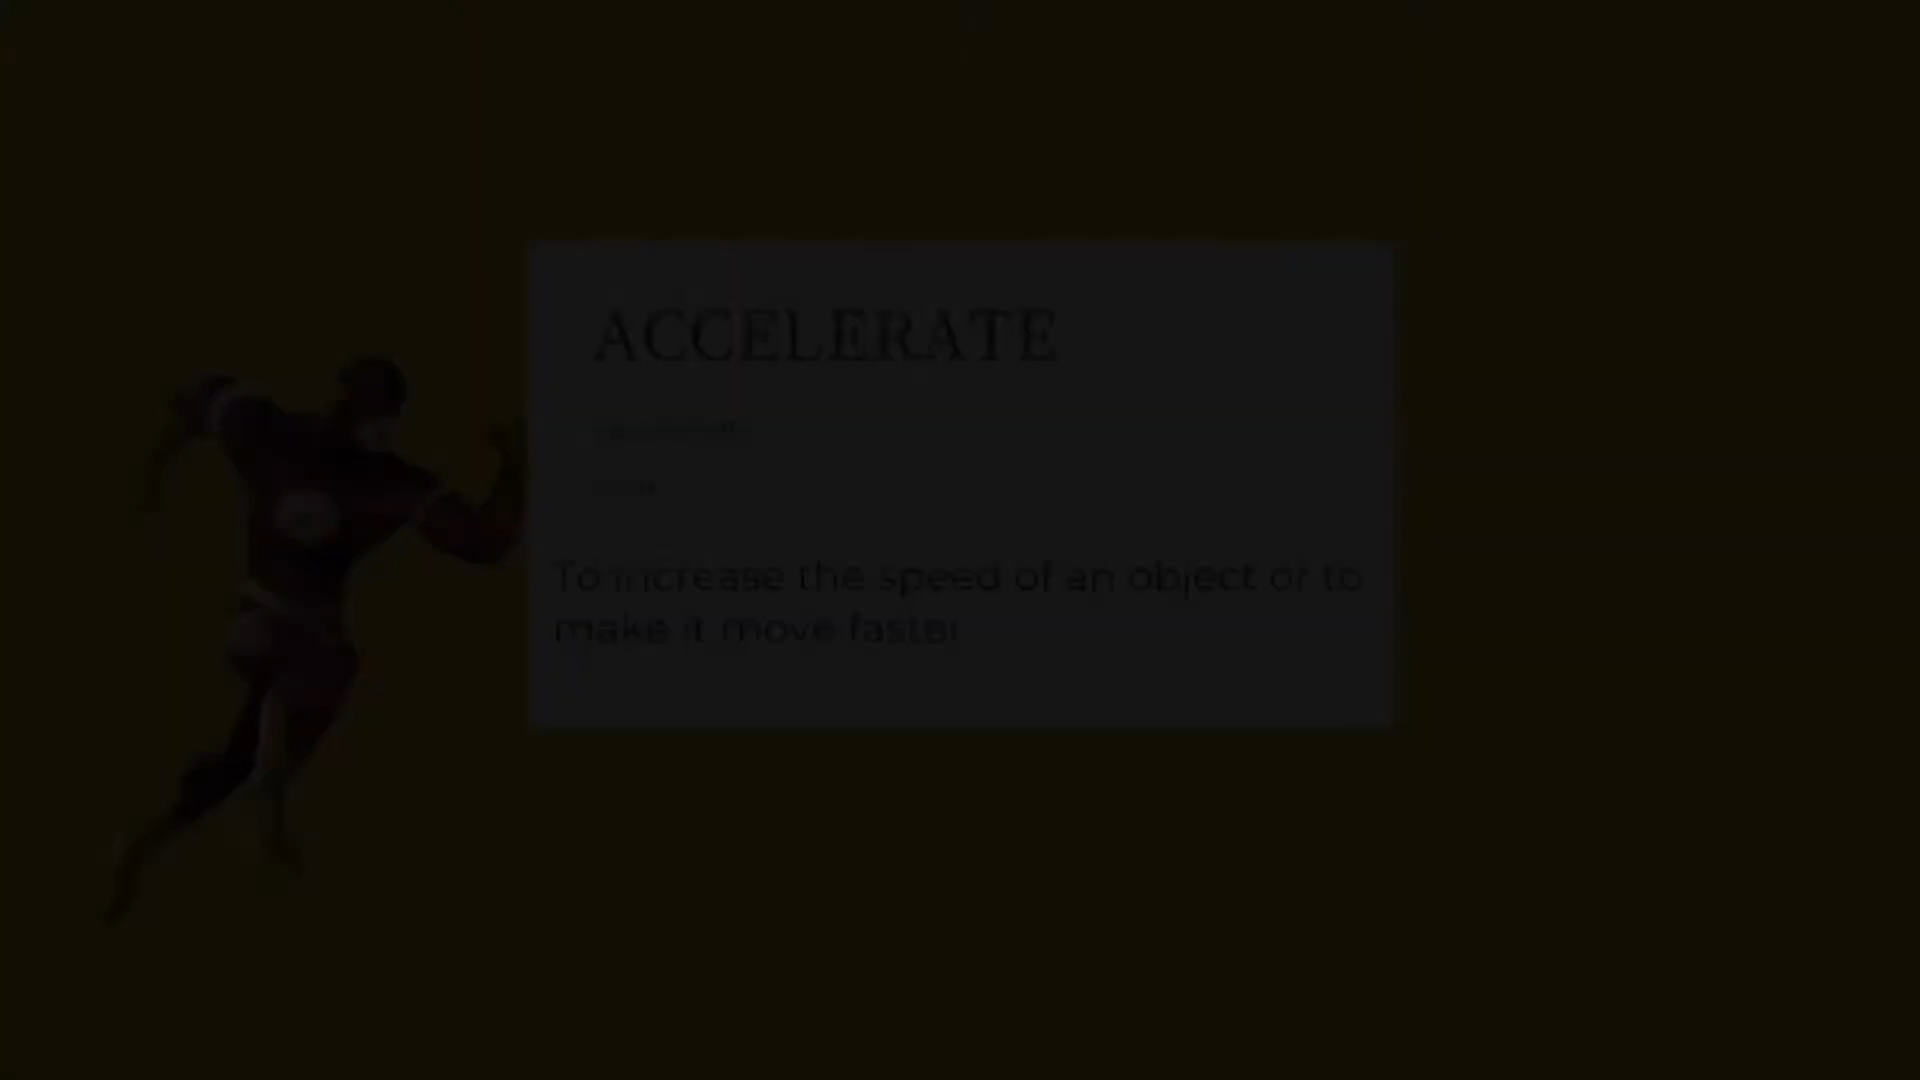 ACCELERATE
To increase the speed of an object or to
make it move faster